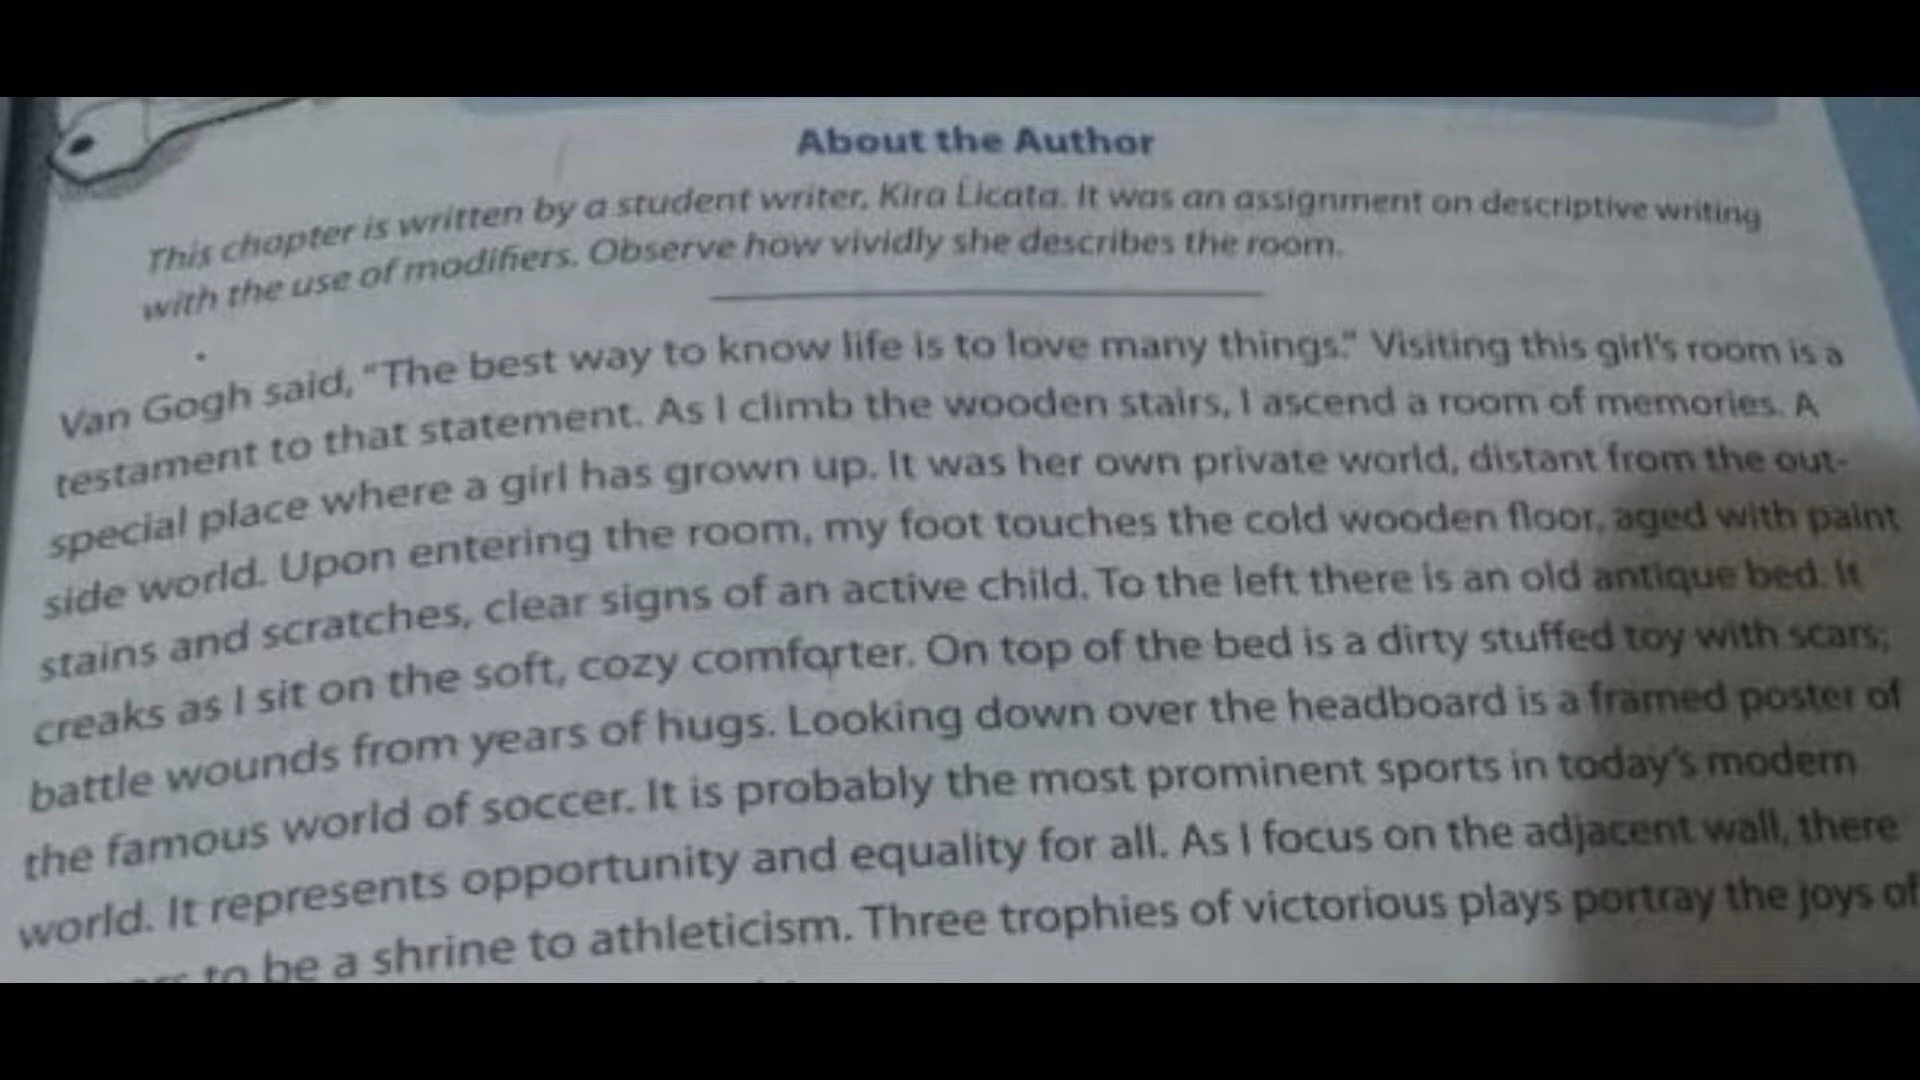 About the Author
This chapter is written by a student writer, Kira Licata. It was an assignment on descriptive writing
with the use of modifiers. Observe how vividly she describes the room.
Van Gogh said, “The best way to know life is to love many things.” Visiting this girl’s room is a
testament to that statement. As I climb the wooden stairs, I ascend a room of memories. A
special place where a girl has grown up. It was her own private world, distant from the out-
side world. Upon entering the room, my foot touches the cold wooden floor, aged with paint
stains and scratches, clear signs of an active child. To the left there is an old antique bed. It
creaks as I sit on the soft, cozy comforter. On top of the bed is a dirty stuffed toy with scars;
battle wounds from years of hugs. Looking down over the headboard is a framed poster of
the famous world of soccer. It is probably the most prominent sports in today’s modern
world. It represents opportunity and equality for all. As I focus on the adjacent wall, there
to be a shrine to athleticism. Three trophies of victorious plays portray the joys of